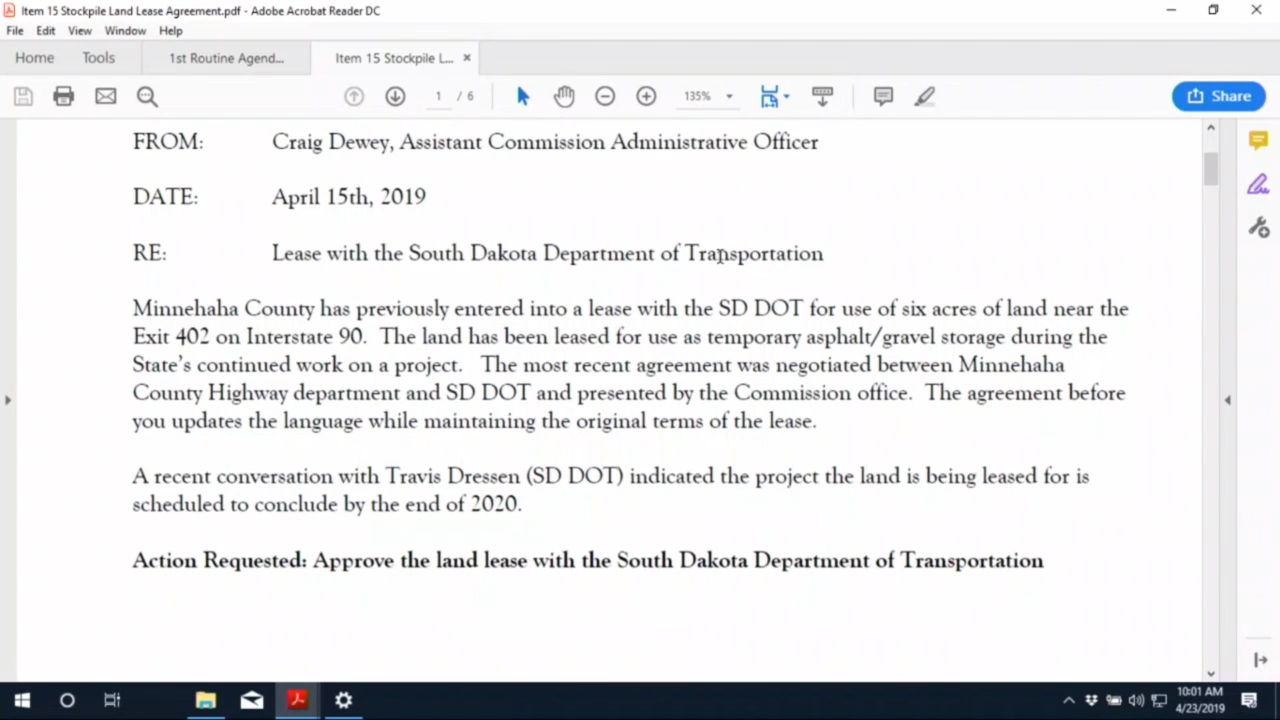 Item 15 Stockpile Land Lease Agreement.pdf - Adobe Acrobat Reader DC
File Edit View Window Help
Home Tools 1st Routine Agend... Item 15 Stockpile L... ×
1 / 6 135% Share
FROM: Craig Dewey, Assistant Commission Administrative Officer
DATE: April 15th, 2019
RE: Lease with the South Dakota Department of Transportation
Minnehaha County has previously entered into a lease with the SD DOT for use of six acres of land near the
Exit 402 on Interstate 90. The land has been leased for use as temporary asphalt/gravel storage during the
State's continued work on a project. The most recent agreement was negotiated between Minnehaha
County Highway department and SD DOT and presented by the Commission office. The agreement before
you updates the language while maintaining the original terms of the lease.
A recent conversation with Travis Dressen (SD DOT) indicated the project the land is being leased for is
scheduled to conclude by the end of 2020.
Action Requested: Approve the land lease with the South Dakota Department of Transportation
10:01 AM
4/23/2019